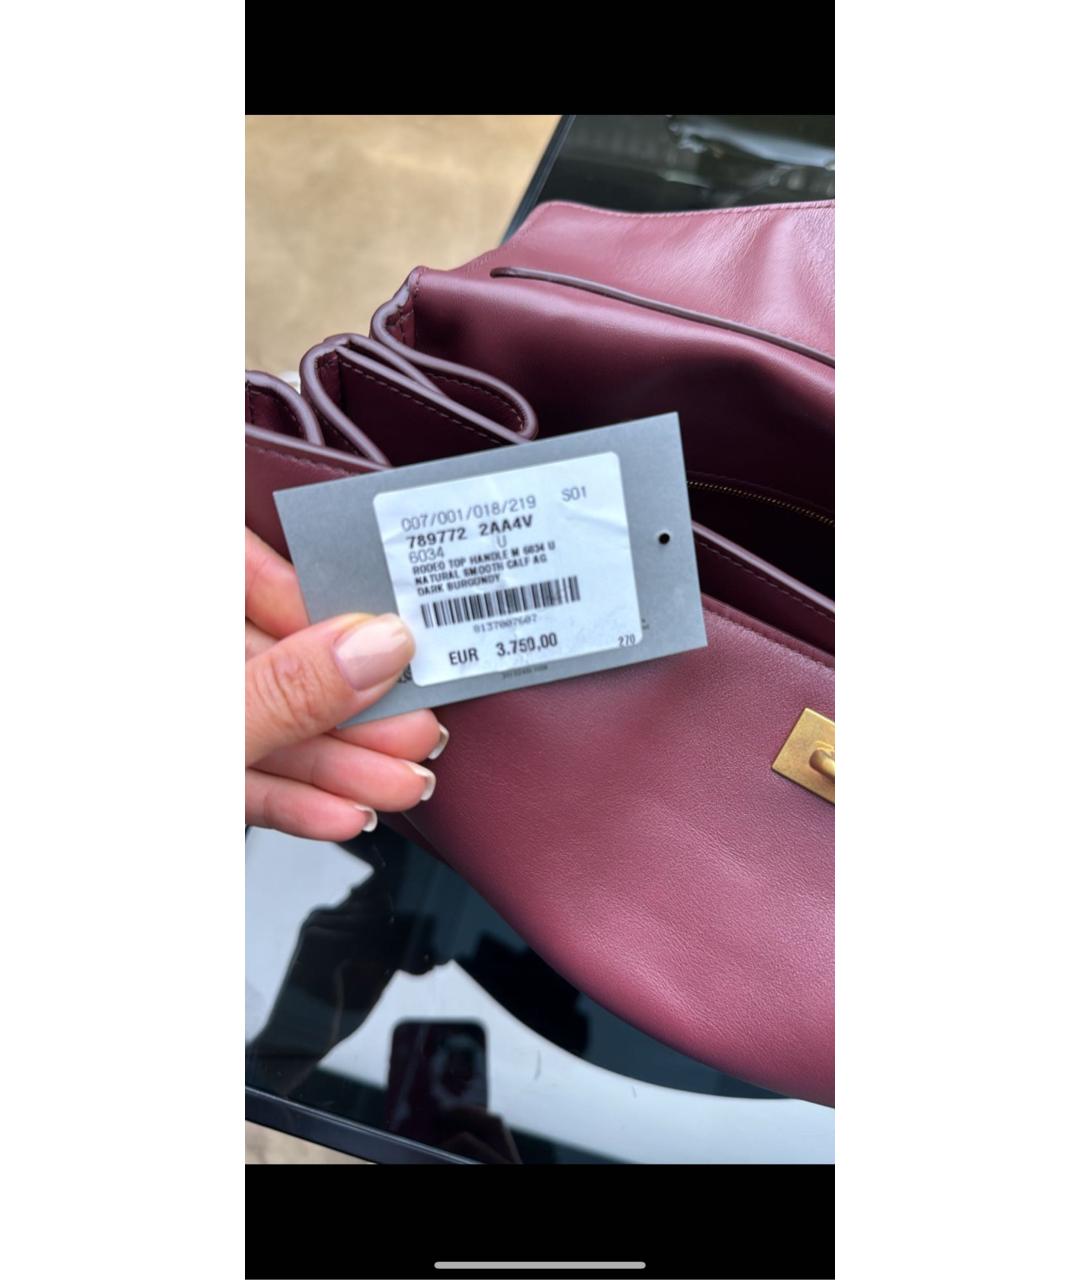 007/001/018/219 S01
789772 2AA4V
6034 U
RODEO TOP HANDLE M 6034 U
NATURAL SMOOTH CALF AG
DARK BURGUNDY
8137007607
EUR 3.750,00
270